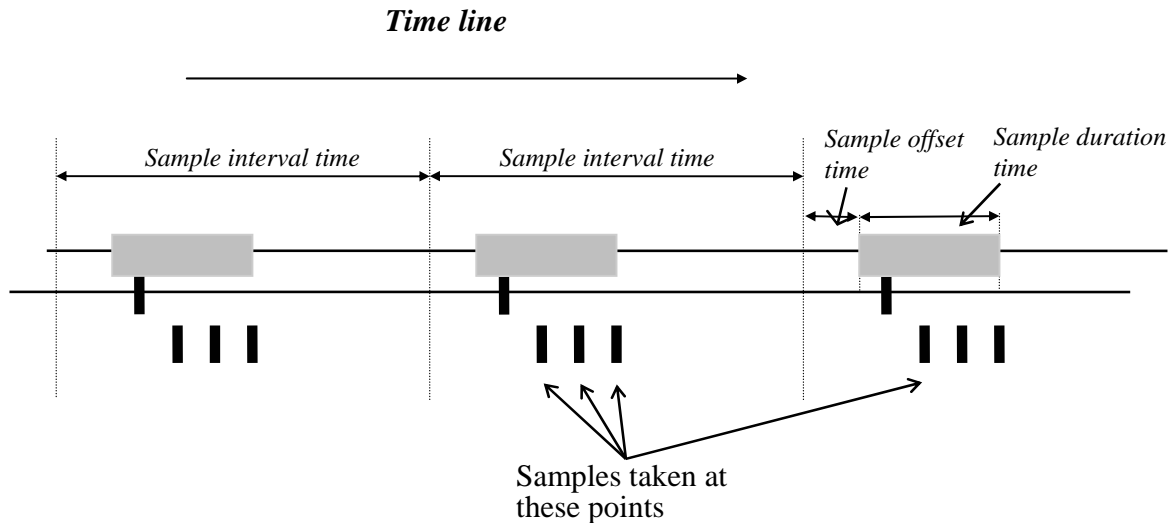 Time line
Sample interval time
Sample interval time
Sample offset
time
Sample duration
time
Samples taken at
these points